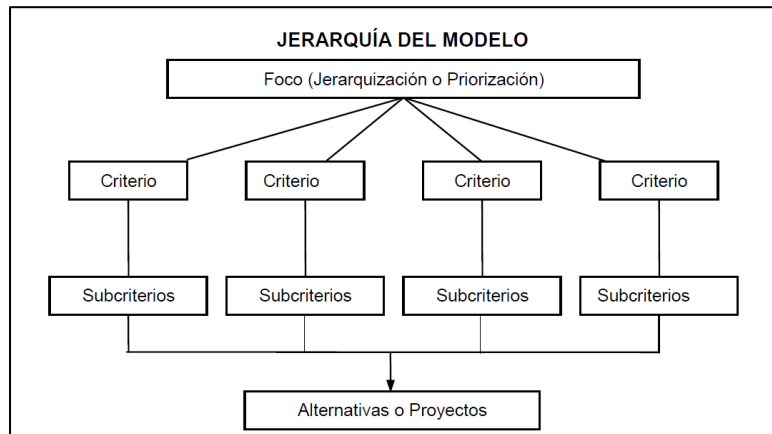 JERARQUÍA DEL MODELO
Foco (Jerarquización o Priorización)
Criterio
Criterio
Criterio
Criterio
Subcriterios
Subcriterios
Subcriterios
Subcriterios
Alternativas o Proyectos